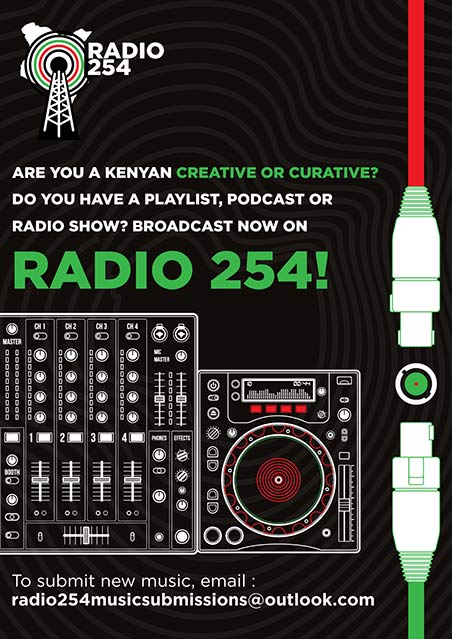 RADIO
254
ARE YOU A KENYAN CREATIVE OR CURATIVE?
DO YOU HAVE A PLAYLIST, PODCAST OR
RADIO SHOW? BROADCAST NOW ON
RADIO 254!
MASTER
CH 1
CH 2
CH 3
CH 4
MIC
MASTER
1
2
3
4
PHONES
EFFECTS
BOOTH
To submit new music, email :
radio254musicsubmissions@outlook.com